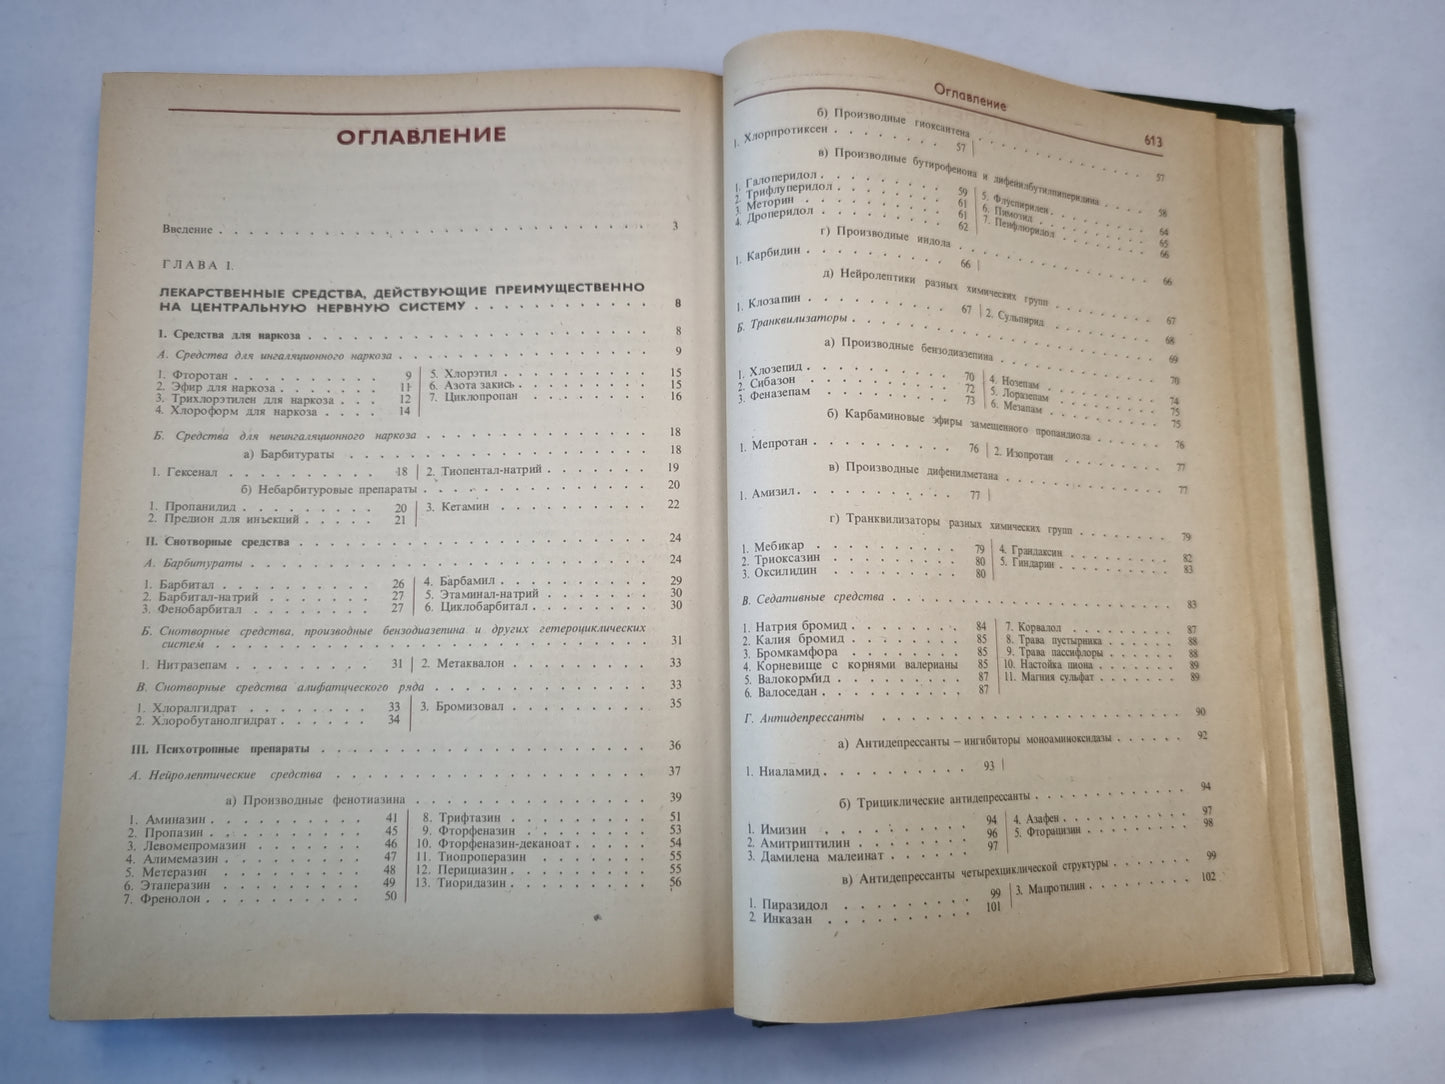 ОГЛАВЛЕНИЕ
Введение . . . 3
ГЛАВА I.
ЛЕКАРСТВЕННЫЕ СРЕДСТВА, ДЕЙСТВУЮЩИЕ ПРЕИМУЩЕСТВЕННО
НА ЦЕНТРАЛЬНУЮ НЕРВНУЮ СИСТЕМУ . . . 8
I. Средства для наркоза . . . 8
А. Средства для ингаляционного наркоза . . . 9
1. Фторотан . . . 9
2. Эфир для наркоза . . . 11
3. Трихлорэтилен для наркоза . . . 12
4. Хлороформ для наркоза . . . 14
5. Хлорэтил . . . 15
6. Азота закись . . . 15
7. Циклопропан . . . 16
Б. Средства для неингаляционного наркоза . . . 18
а) Барбитураты . . . 18
1. Гексенал . . . 18
2. Тиопентал-натрий . . . 19
б) Небарбитуровые препараты . . . 20
1. Пропанидид . . . 20
2. Предион для инъекций . . . 21
3. Кетамин . . . 22
II. Снотворные средства . . . 24
А. Барбитураты . . . 24
1. Барбитал . . . 26
2. Барбитал-натрий . . . 27
3. Фенобарбитал . . . 27
4. Барбамил . . . 29
5. Этаминал-натрий . . . 30
6. Циклобарбитал . . . 30
Б. Снотворные средства, производные бензодиазепина и других гетероциклических
систем . . . 31
1. Нитразепам . . . 31
2. Метаквалон . . . 33
В. Снотворные средства алифатического ряда . . . 33
1. Хлоралгидрат . . . 33
2. Хлоробутанолгидрат . . . 34
3. Бромизовал . . . 35
III. Психотропные препараты . . . 36
А. Нейролептические средства . . . 37
а) Производные фенотиазина . . . 39
1. Аминазин . . . 41
2. Пропазин . . . 45
3. Левомепромазин . . . 46
4. Алимемазин . . . 47
5. Метеразин . . . 48
6. Этаперазин . . . 49
7. Френолон . . . 50
8. Трифтазин . . . 51
9. Фторфеназин . . . 53
10. Фторфеназин-деканоат . . . 54
11. Тиопроперазин . . . 55
12. Перициазин . . . 55
13. Тиоридазин . . . 56
Оглавление 613
б) Производные тиоксантена . . . 57
1. Хлорпротиксен . . . 57
в) Производные бутирофенона и дифенилбутилпиперидина . . . 58
1. Галоперидол . . . 59
2. Трифлуперидол . . . 61
3. Меторин . . . 61
4. Дроперидол . . . 62
5. Флуспирилен . . . 64
6. Пимозид . . . 65
7. Пенфлюридол . . . 66
г) Производные индола . . . 66
1. Карбидин . . . 66
д) Нейролептики разных химических групп . . . 67
1. Клозапин . . . 67
2. Сульпирид . . . 68
Б. Транквилизаторы . . . 69
а) Производные бензодиазепина . . . 70
1. Хлозепид . . . 70
2. Сибазон . . . 72
3. Феназепам . . . 73
4. Нозепам . . . 74
5. Лоразепам . . . 75
6. Мезапам . . . 75
б) Карбаминовые эфиры замещенного пропандиола . . . 76
1. Мепротан . . . 76
2. Изопротан . . . 77
в) Производные дифенилметана . . . 77
1. Амизил . . . 77
г) Транквилизаторы разных химических групп . . . 79
1. Мебикар . . . 79
2. Триоксазин . . . 80
3. Оксилидин . . . 80
4. Грандаксин . . . 82
5. Гиндарин . . . 83
В. Седативные средства . . . 83
1. Натрия бромид . . . 84
2. Калия бромид . . . 85
3. Бромкамфора . . . 85
4. Корневище с корнями валерианы 85
5. Валокормид . . . 87
6. Валоседан . . . 87
7. Корвалол . . . 87
8. Трава пустырника . . . 88
9. Трава пассифлоры . . . 88
10. Настойка пиона . . . 89
11. Магния сульфат . . . 89
Г. Антидепрессанты . . . 90
а) Антидепрессанты – ингибиторы моноаминоксидазы . . . 92
1. Ниаламид . . . 93
б) Трициклические антидепрессанты . . . 94
1. Имизин . . . 94
2. Амитриптилин . . . 96
3. Дамилена малеинат . . . 97
4. Азафен . . . 97
5. Фторацизин . . . 98
в) Антидепрессанты четырехциклической структуры . . . 99
1. Пиразидол . . . 99
2. Инказан . . . 101
3. Мапротилин . . . 102